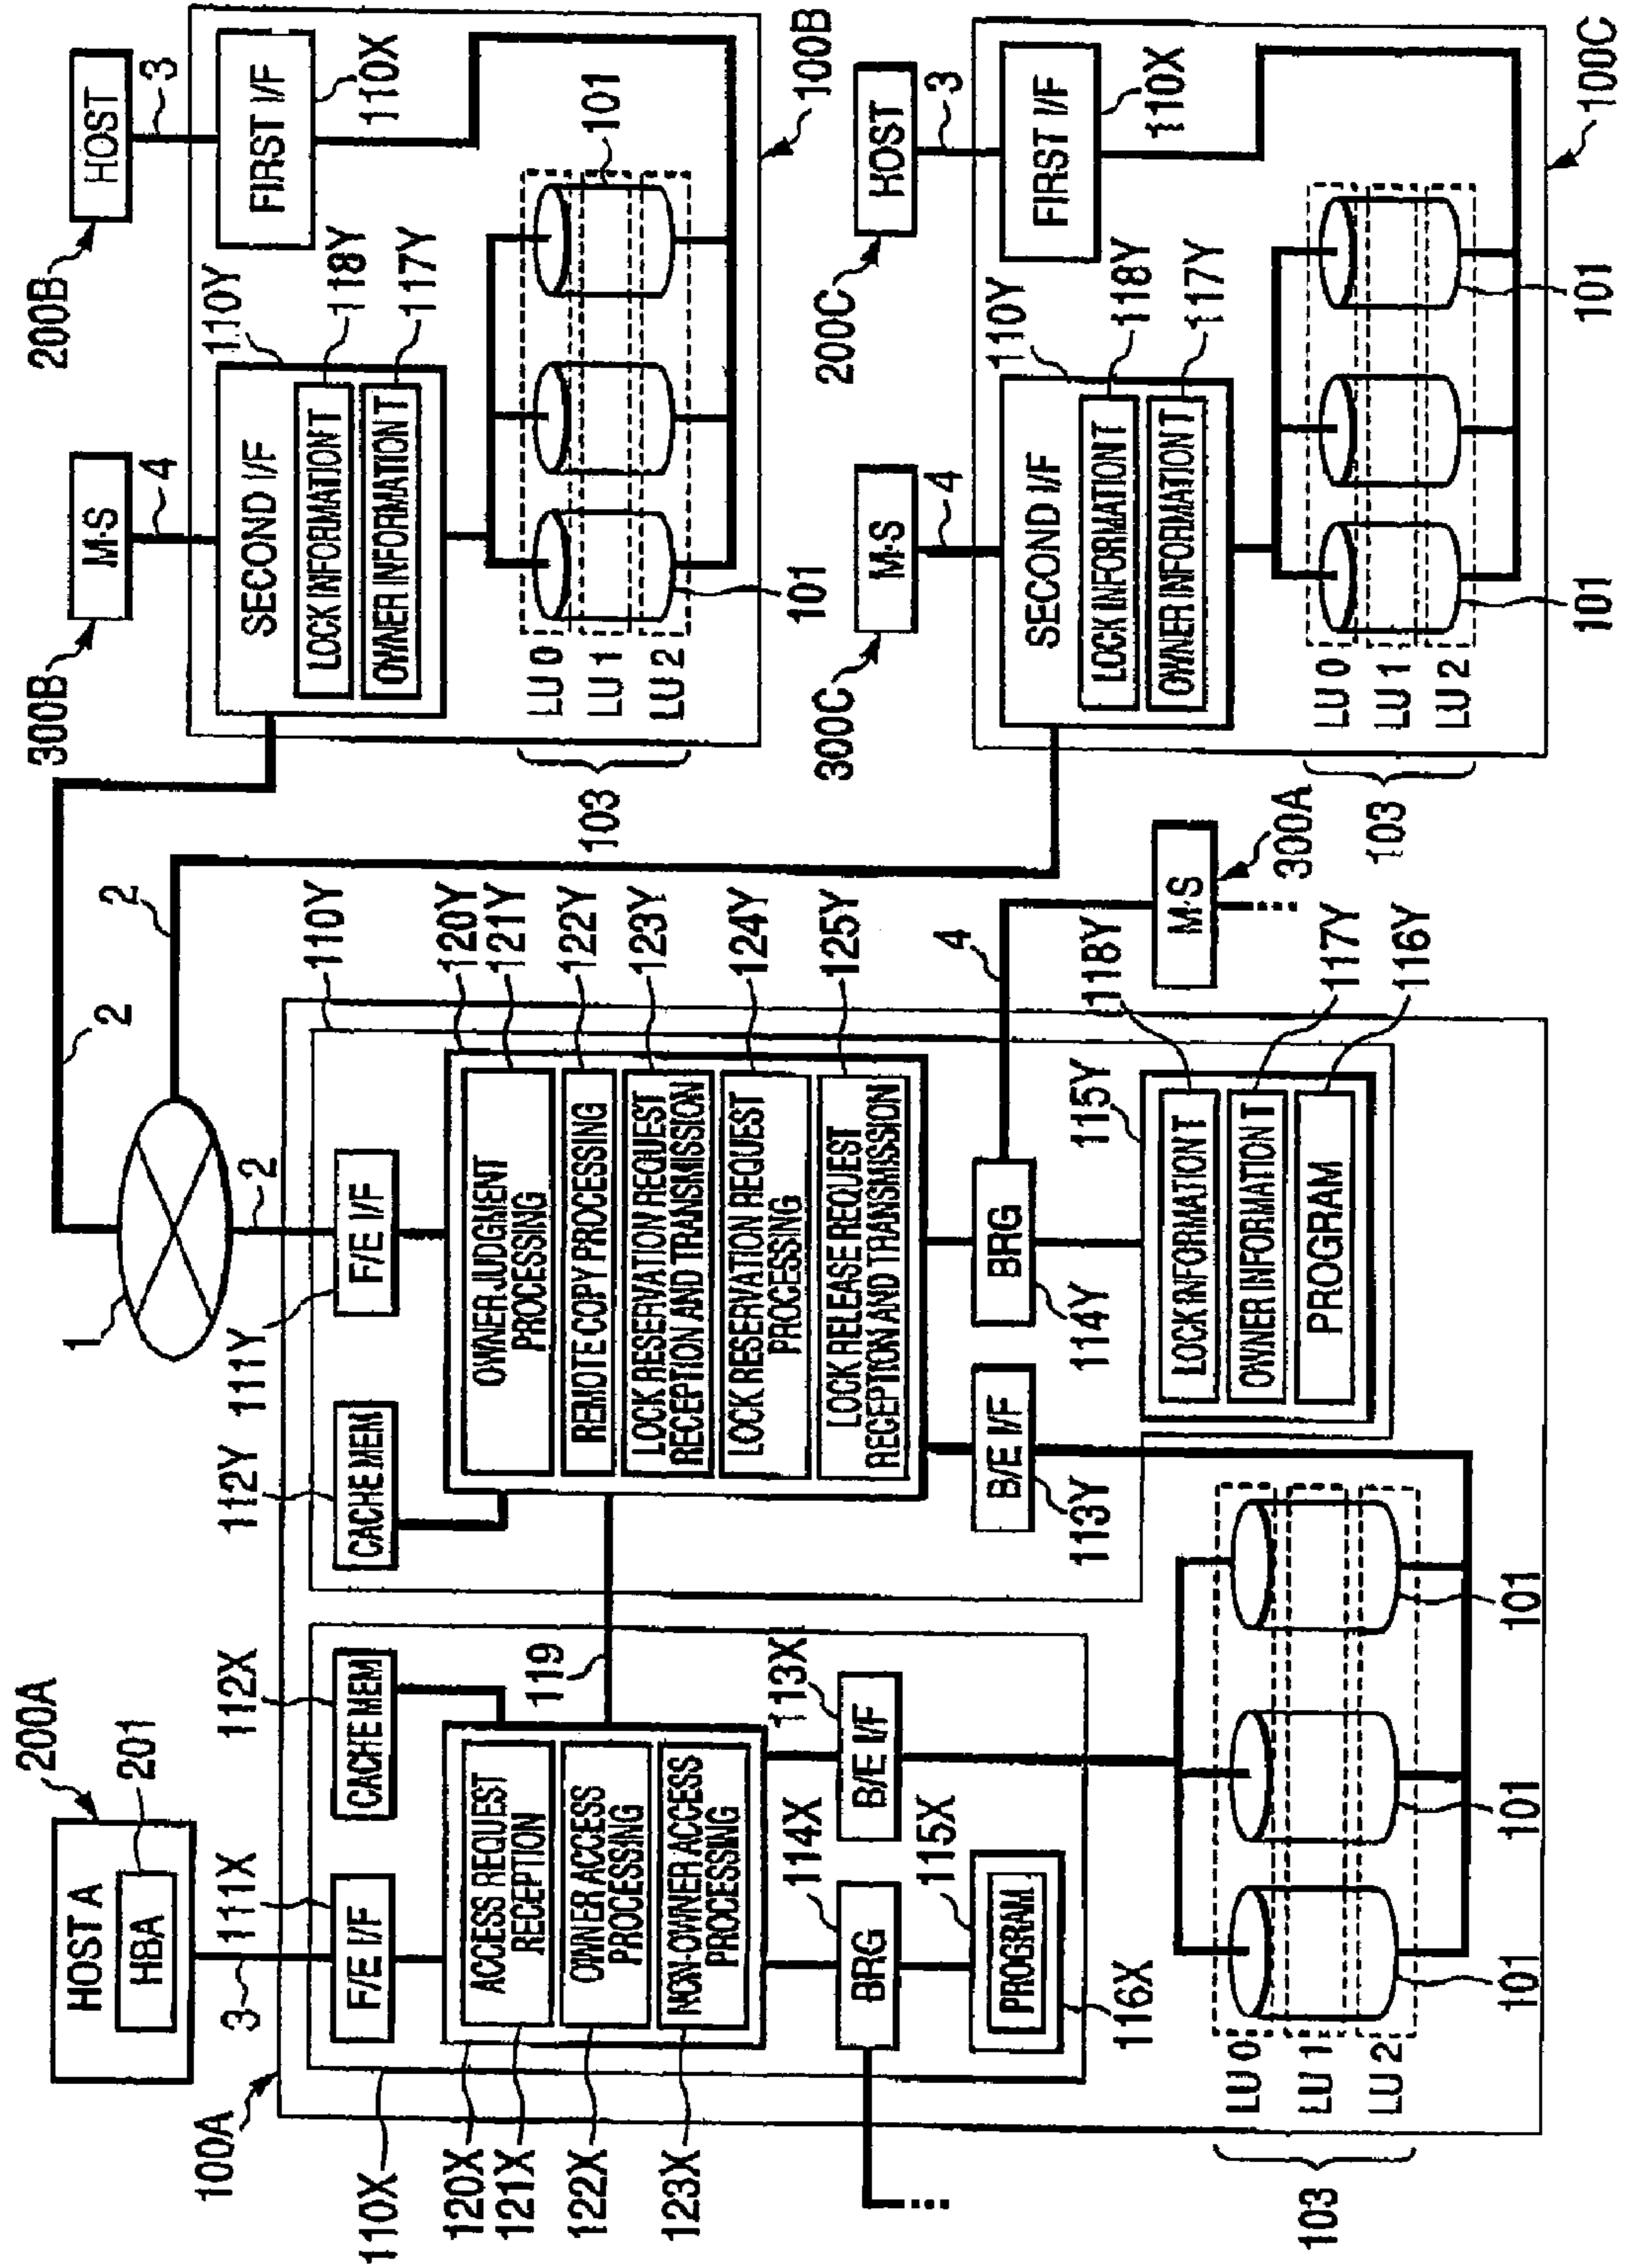 200A
HOST A
HBA
201
3
111X
112X
100A
110X
F/E I/F
CACHE MEM
120X
121X
122X
123X
ACCESS REQUEST
RECEPTION
OWNER ACCESS
PROCESSING
NON-OWNER ACCESS
PROCESSING
119
114X
113X
BRG
B/E I/F
115X
PROGRAM
116X
LU 0
LU 1
LU 2
103
101
101
101
1
2
2
2
111Y
112Y
110Y
F/E I/F
CACHE MEM
120Y
121Y
122Y
123Y
124Y
125Y
OWNER JUDGMENT
PROCESSING
REMOTE COPY PROCESSING
LOCK RESERVATION REQUEST
RECEPTION AND TRANSMISSION
LOCK RESERVATION REQUEST
PROCESSING
LOCK RELEASE REQUEST
RECEPTION AND TRANSMISSION
B/E I/F
113Y
BRG
114Y
4
M·S
300A
115Y
118Y
117Y
116Y
LOCK INFORMATION T
OWNER INFORMATION T
PROGRAM
300B
M·S
4
200B
HOST
3
110Y
SECOND I/F
LOCK INFORMATION T
OWNER INFORMATION T
118Y
117Y
FIRST I/F
110X
LU 0
LU 1
LU 2
103
101
101
100B
300C
M·S
4
200C
HOST
3
110Y
SECOND I/F
LOCK INFORMATION T
OWNER INFORMATION T
118Y
117Y
FIRST I/F
110X
LU 0
LU 1
LU 2
103
101
101
100C